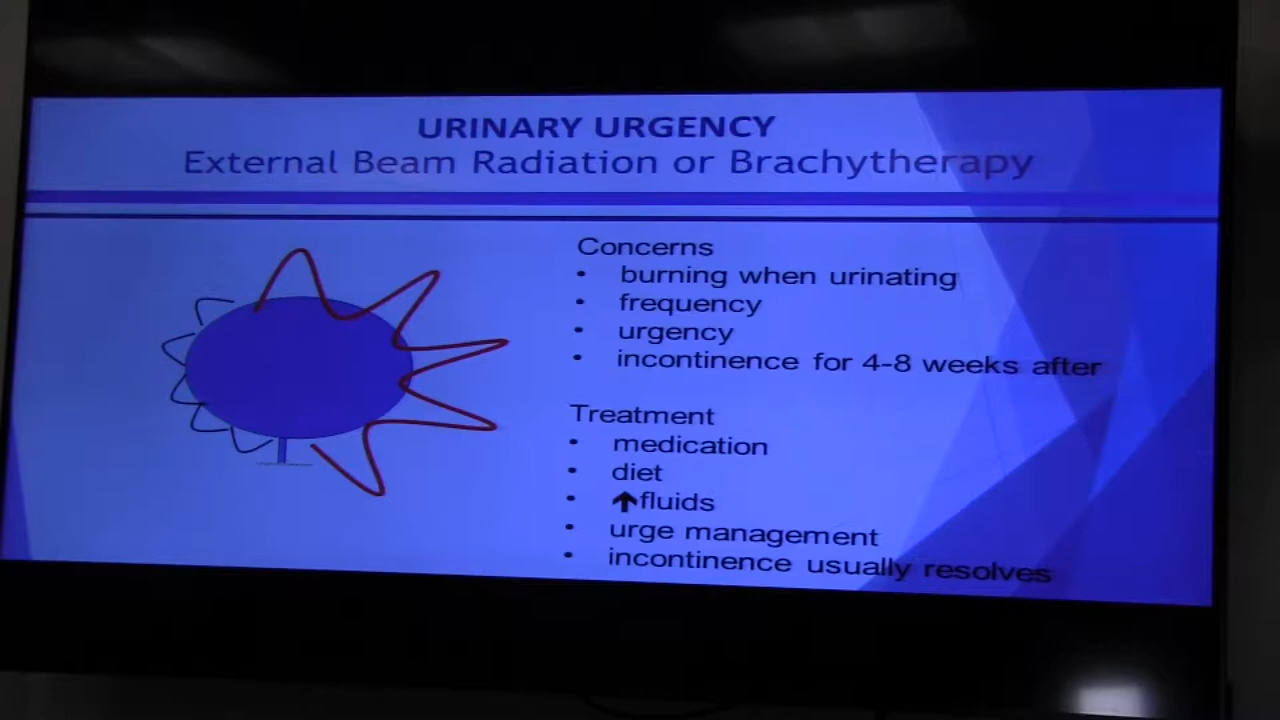 URINARY URGENCY
External Beam Radiation or Brachytherapy
Concerns
• burning when urinating
• frequency
• urgency
• incontinence for 4-8 weeks after
Treatment
• medication
• diet
• ↑fluids
• urge management
• incontinence usually resolves